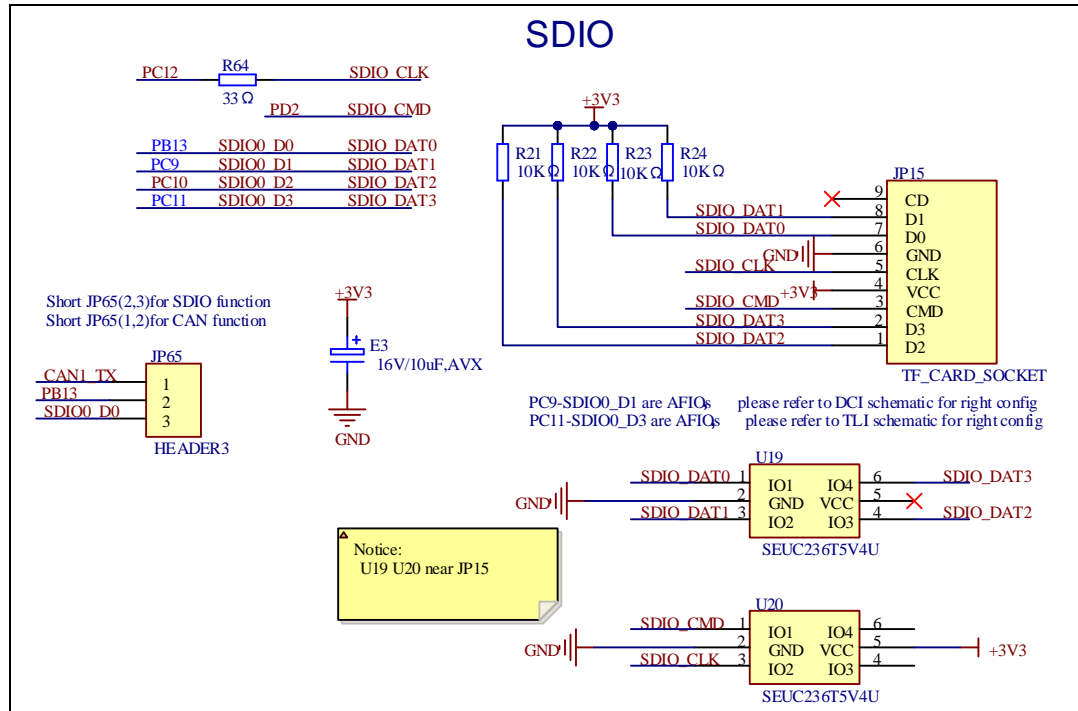 SDIO
PC12 R64 SDIO_CLK
33Ω
PD2 SDIO_CMD
PB13 SDIO0_D0 SDIO_DAT0
PC9 SDIO0_D1 SDIO_DAT1
PC10 SDIO0_D2 SDIO_DAT2
PC11 SDIO0_D3 SDIO_DAT3
+3V3
R21 R22 R23 R24
10KΩ 10KΩ 10KΩ 10KΩ
JP15
9 CD
SDIO_DAT1 8 D1
SDIO_DAT0 7 D0
GND 6 GND
SDIO_CLK 5 CLK
+3V3 4 VCC
SDIO_CMD 3 CMD
SDIO_DAT3 2 D3
SDIO_DAT2 1 D2
TF_CARD_SOCKET
Short JP65(2,3)for SDIO function
Short JP65(1,2)for CAN function
JP65
CAN1_TX 1
PB13 2
SDIO0_D0 3
HEADER3
+3V3
E3
16V/10uF,AVX
GND
PC9-SDIO0_D1 are AFIOs, please refer to DCI schematic for right config
PC11-SDIO0_D3 are AFIOs, please refer to TLI schematic for right config
U19
SDIO_DAT0 1 IO1 IO4 6 SDIO_DAT3
GND 2 GND VCC 5
SDIO_DAT1 3 IO2 IO3 4 SDIO_DAT2
SEUC236T5V4U
Notice:
U19 U20 near JP15
U20
SDIO_CMD 1 IO1 IO4 6
GND 2 GND VCC 5 +3V3
SDIO_CLK 3 IO2 IO3 4
SEUC236T5V4U